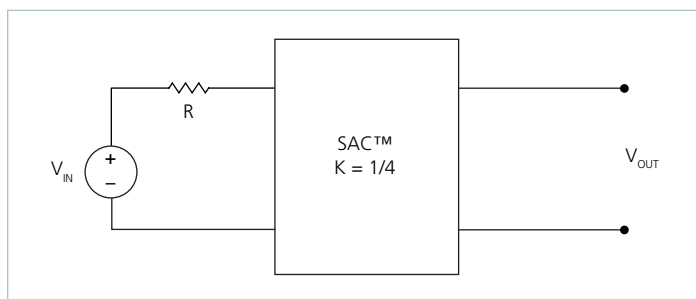 R
SAC™
K = 1/4
V_IN
+
–
V_OUT